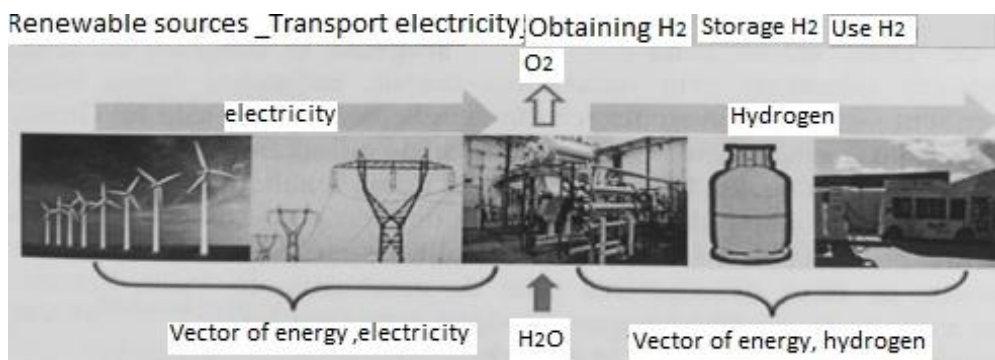 Renewable sources _Transport electricity Obtaining H2 Storage H2 Use H2
O2
electricity
Hydrogen
Vector of energy ,electricity
H2O
Vector of energy, hydrogen